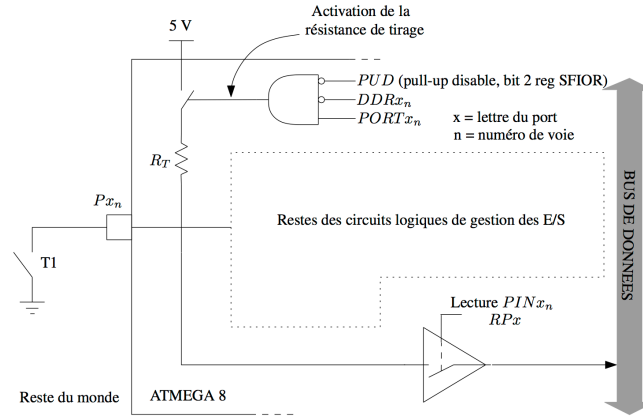 Activation de la
résistance de tirage
5 V
PUD (pull-up disable, bit 2 reg SFIOR)
DDRxn
PORTxn
x = lettre du port
n = numéro de voie
RT
Pxn
Restes des circuits logiques de gestion des E/S
BUS DE DONNEES
T1
Lecture PINxn
RPx
Reste du monde
ATMEGA 8